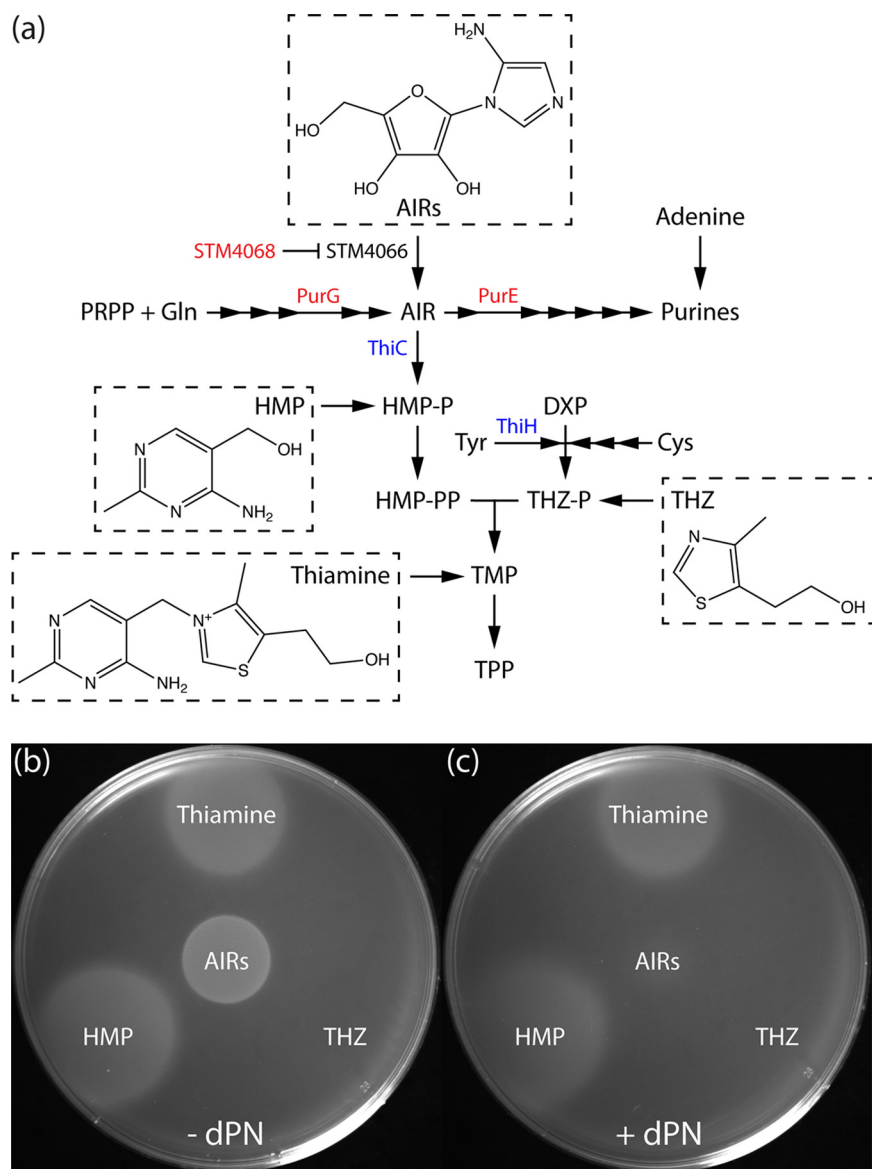 (a)
H₂N
O
N
N
HO
HO
OH
AIRs
Adenine
STM4068
STM4066
PRPP + Gln
PurG
AIR
PurE
Purines
ThiC
HMP
HMP-P
DXP
Tyr
ThiH
Cys
N
OH
N
NH₂
HMP-PP
THZ-P
THZ
N
S
OH
Thiamine
TMP
N
N⁺
N
NH₂
S
OH
TPP
(b)
Thiamine
AIRs
HMP
THZ
- dPN
(c)
Thiamine
AIRs
HMP
THZ
+ dPN